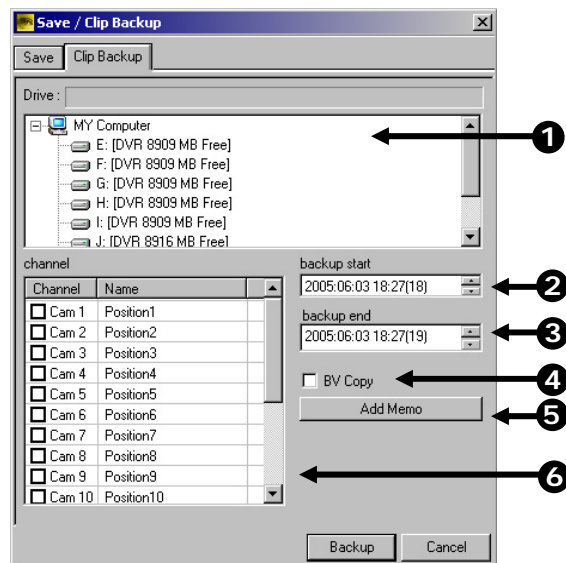 Save / Clip Backup
Save Clip Backup
Drive :
MY Computer
E: [DVR 8909 MB Free]
F: [DVR 8909 MB Free]
G: [DVR 8909 MB Free]
H: [DVR 8909 MB Free]
I: [DVR 8909 MB Free]
J: [DVR 8916 MB Free]
1
channel
Channel Name
Cam 1 Position1
Cam 2 Position2
Cam 3 Position3
Cam 4 Position4
Cam 5 Position5
Cam 6 Position6
Cam 7 Position7
Cam 8 Position8
Cam 9 Position9
Cam 10 Position10
backup start
2005:06:03 18:27(18)
2
backup end
2005:06:03 18:27(19)
3
BV Copy
4
Add Memo
5
6
Backup Cancel